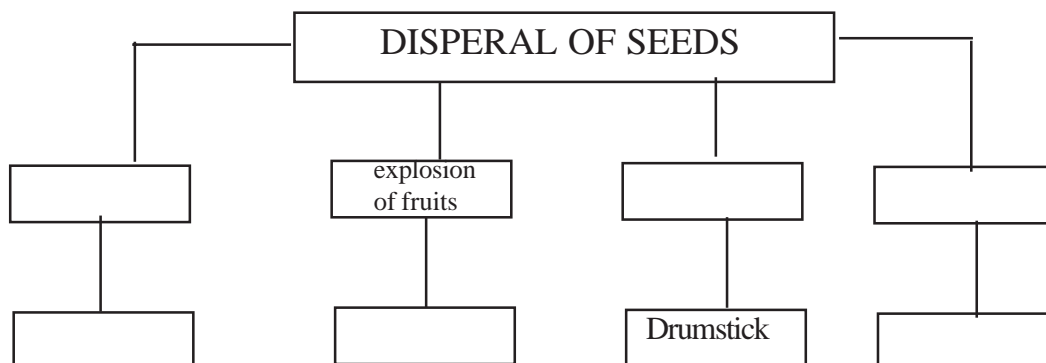 DISPERAL OF SEEDS
explosion
of fruits
Drumstick